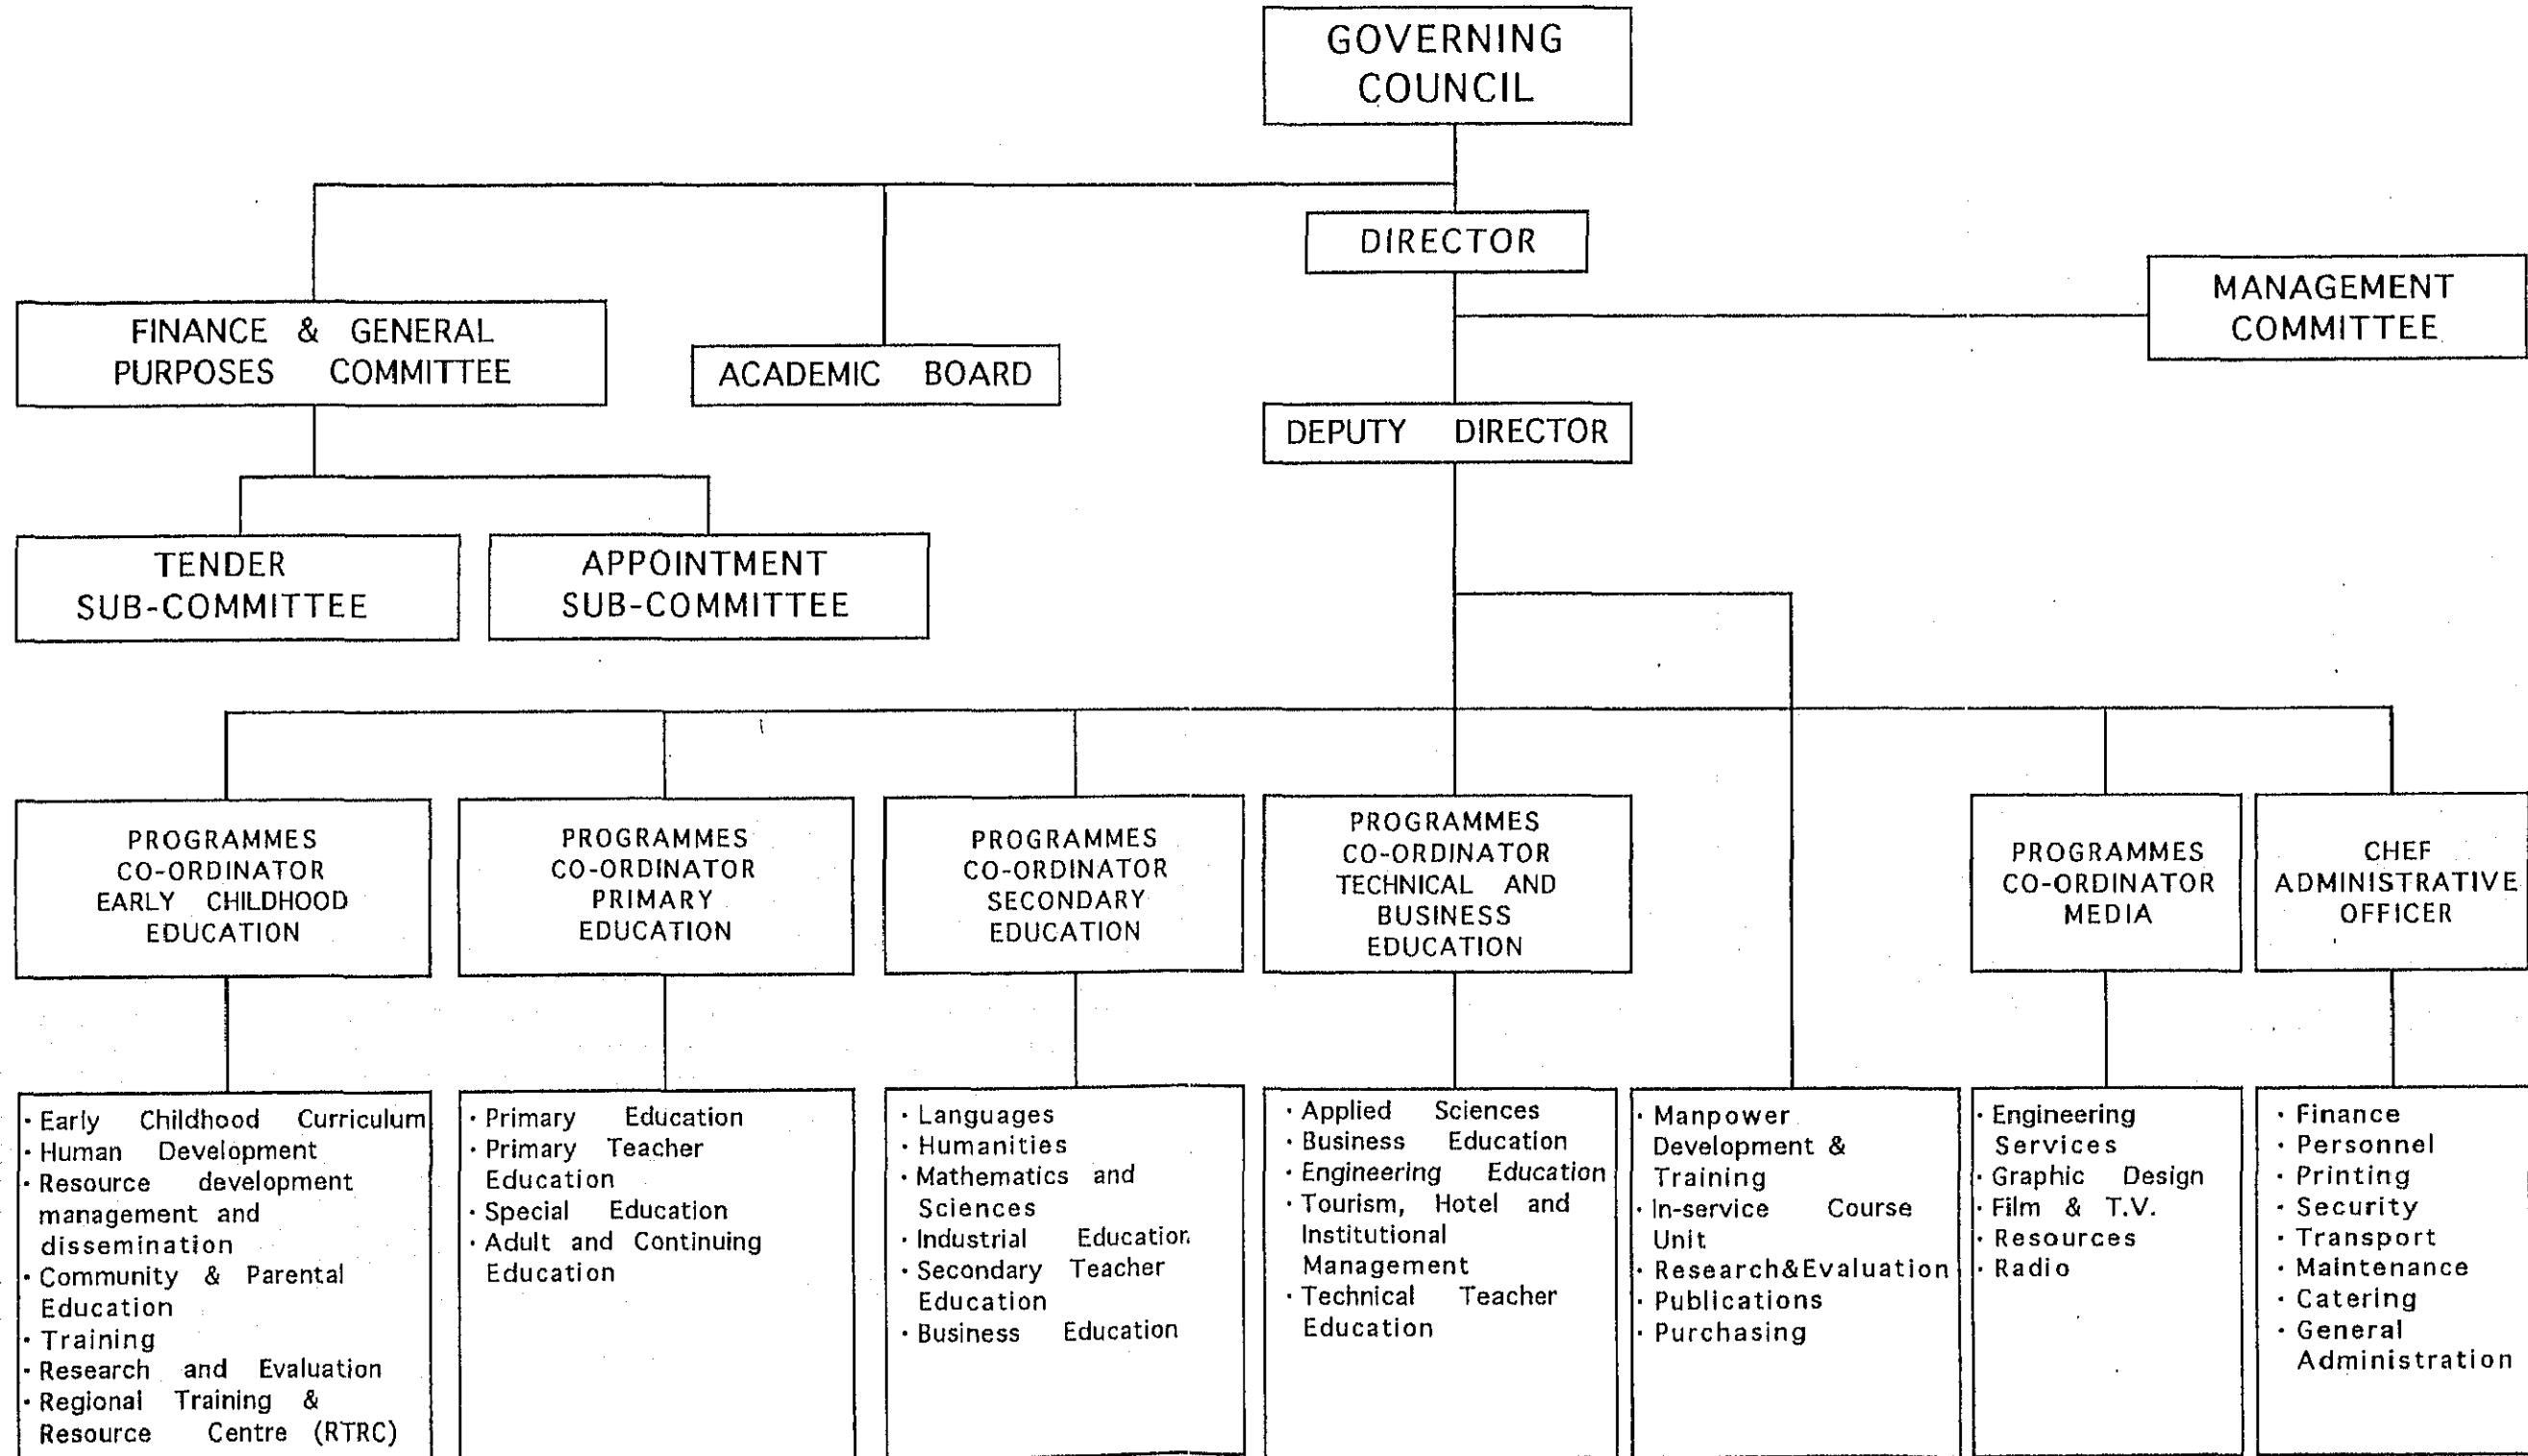 GOVERNING
COUNCIL
DIRECTOR
MANAGEMENT
COMMITTEE
FINANCE & GENERAL
PURPOSES COMMITTEE
ACADEMIC BOARD
DEPUTY DIRECTOR
TENDER
SUB-COMMITTEE
APPOINTMENT
SUB-COMMITTEE
PROGRAMMES
CO-ORDINATOR
EARLY CHILDHOOD
EDUCATION
PROGRAMMES
CO-ORDINATOR
PRIMARY
EDUCATION
PROGRAMMES
CO-ORDINATOR
SECONDARY
EDUCATION
PROGRAMMES
CO-ORDINATOR
TECHNICAL AND
BUSINESS
EDUCATION
PROGRAMMES
CO-ORDINATOR
MEDIA
CHEF
ADMINISTRATIVE
OFFICER
· Early Childhood Curriculum
· Human Development
· Resource development
management and
dissemination
· Community & Parental
Education
· Training
· Research and Evaluation
· Regional Training &
Resource Centre (RTRC)
· Primary Education
· Primary Teacher
Education
· Special Education
· Adult and Continuing
Education
· Languages
· Humanities
· Mathematics and
Sciences
· Industrial Education
· Secondary Teacher
Education
· Business Education
· Applied Sciences
· Business Education
· Engineering Education
· Tourism, Hotel and
Institutional
Management
· Technical Teacher
Education
· Manpower
Development &
Training
· In-service Course
Unit
· Research&Evaluation
· Publications
· Purchasing
· Engineering
Services
· Graphic Design
· Film & T.V.
· Resources
· Radio
· Finance
· Personnel
· Printing
· Security
· Transport
· Maintenance
· Catering
· General
Administration